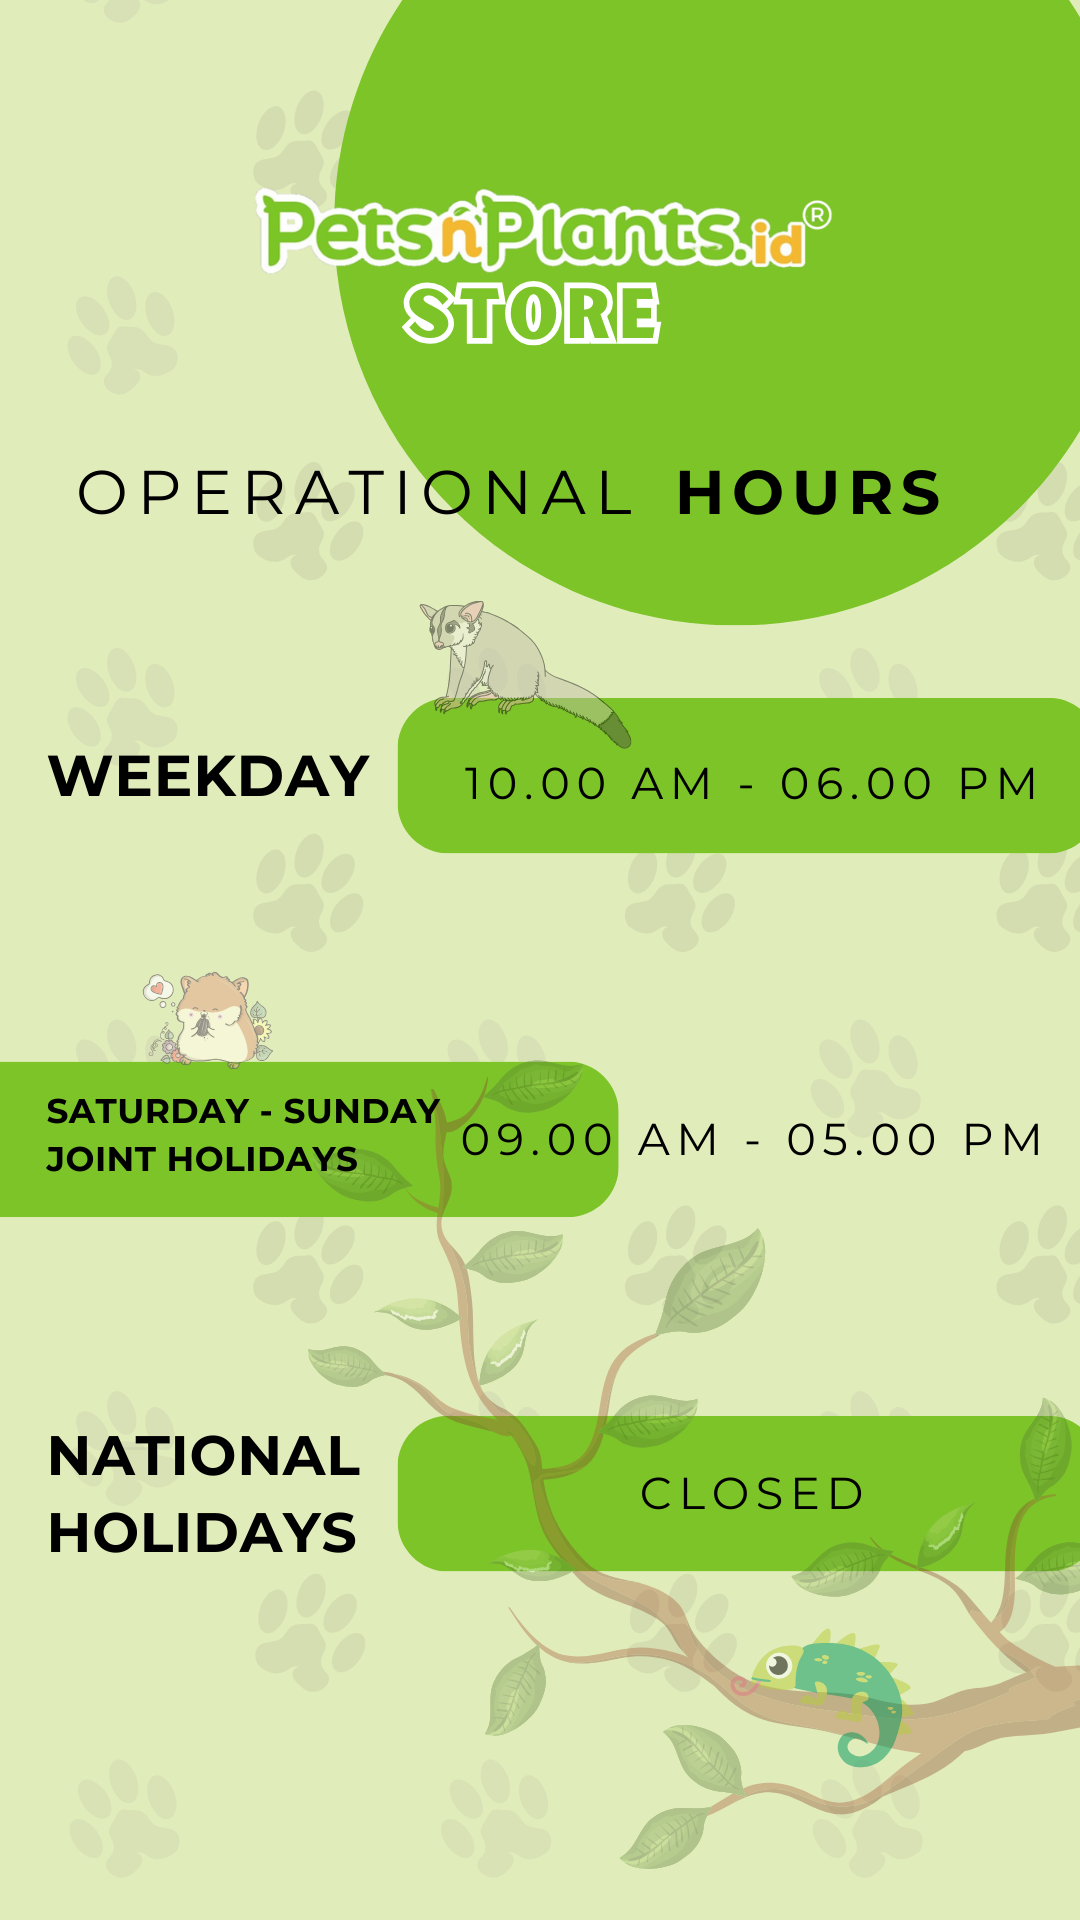 PetsnPlants.id®
STORE
OPERATIONAL HOURS
WEEKDAY 10.00 AM - 06.00 PM
SATURDAY - SUNDAY
JOINT HOLIDAYS
09.00 AM - 05.00 PM
NATIONAL
HOLIDAYS
CLOSED